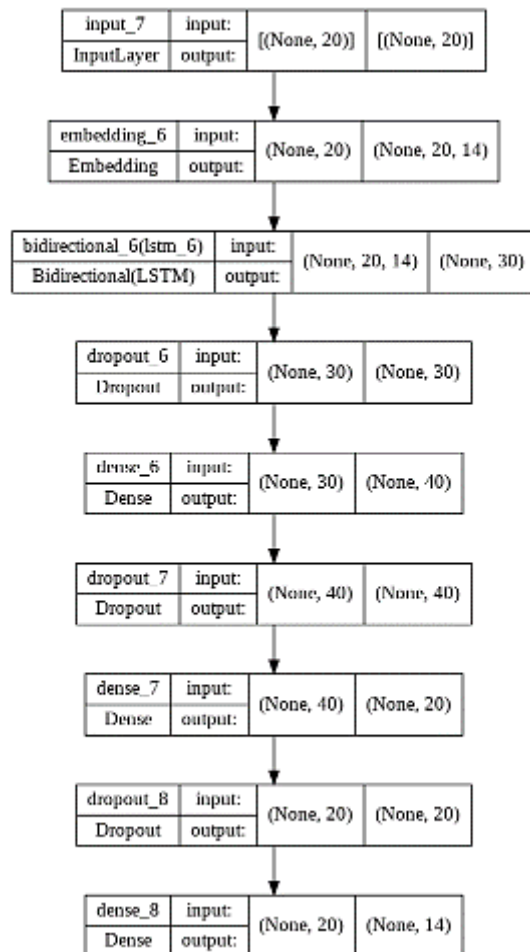 input_7 input: [(None, 20)] [(None, 20)]
InputLayer output:
embedding_6 input: (None, 20) (None, 20, 14)
Embedding output:
bidirectional_6(lstm_6) input: (None, 20, 14) (None, 30)
Bidirectional(LSTM) output:
dropout_6 input: (None, 30) (None, 30)
Dropout output:
dense_6 input: (None, 30) (None, 40)
Dense output:
dropout_7 input: (None, 40) (None, 40)
Dropout output:
dense_7 input: (None, 40) (None, 20)
Dense output:
dropout_8 input: (None, 20) (None, 20)
Dropout output:
dense_8 input: (None, 20) (None, 14)
Dense output: